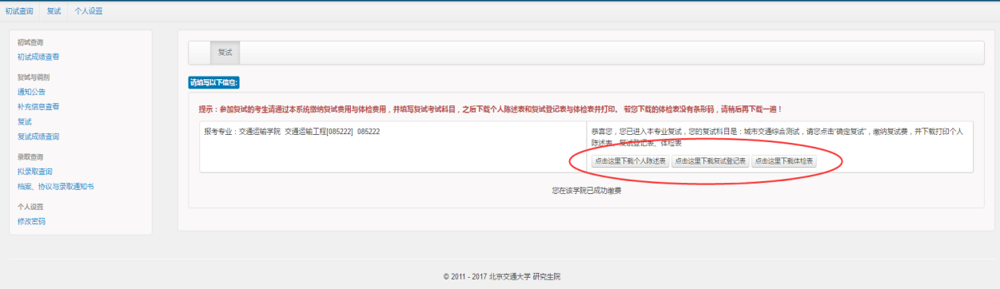 初试查询 复试 个人设置
初试查询
初试成绩查看
复试与调剂
通知公告
补充信息查看
复试
复试成绩查询
录取查询
拟录取查询
档案、协议与录取通知书
个人设置
修改密码
复试
请填写以下信息:
提示：参加复试的考生请通过本系统缴纳复试费用与体检费用，并填写复试考试科目，之后下载个人陈述表和复试登记表与体检表并打印。 若您下载的体检表没有条形码，请稍后再下载一遍！
报考专业：交通运输学院 交通运输工程[085222] 085222
恭喜您，您已进入本专业复试，您的复试科目是：城市交通综合测试，请您点击"确定复试"，缴纳复试费，并下载打印个人
陈述表、复试登记表、体检表
点击这里下载个人陈述表 点击这里下载复试登记表 点击这里下载体检表
您在该学院已成功缴费
© 2011 - 2017 北京交通大学 研究生院